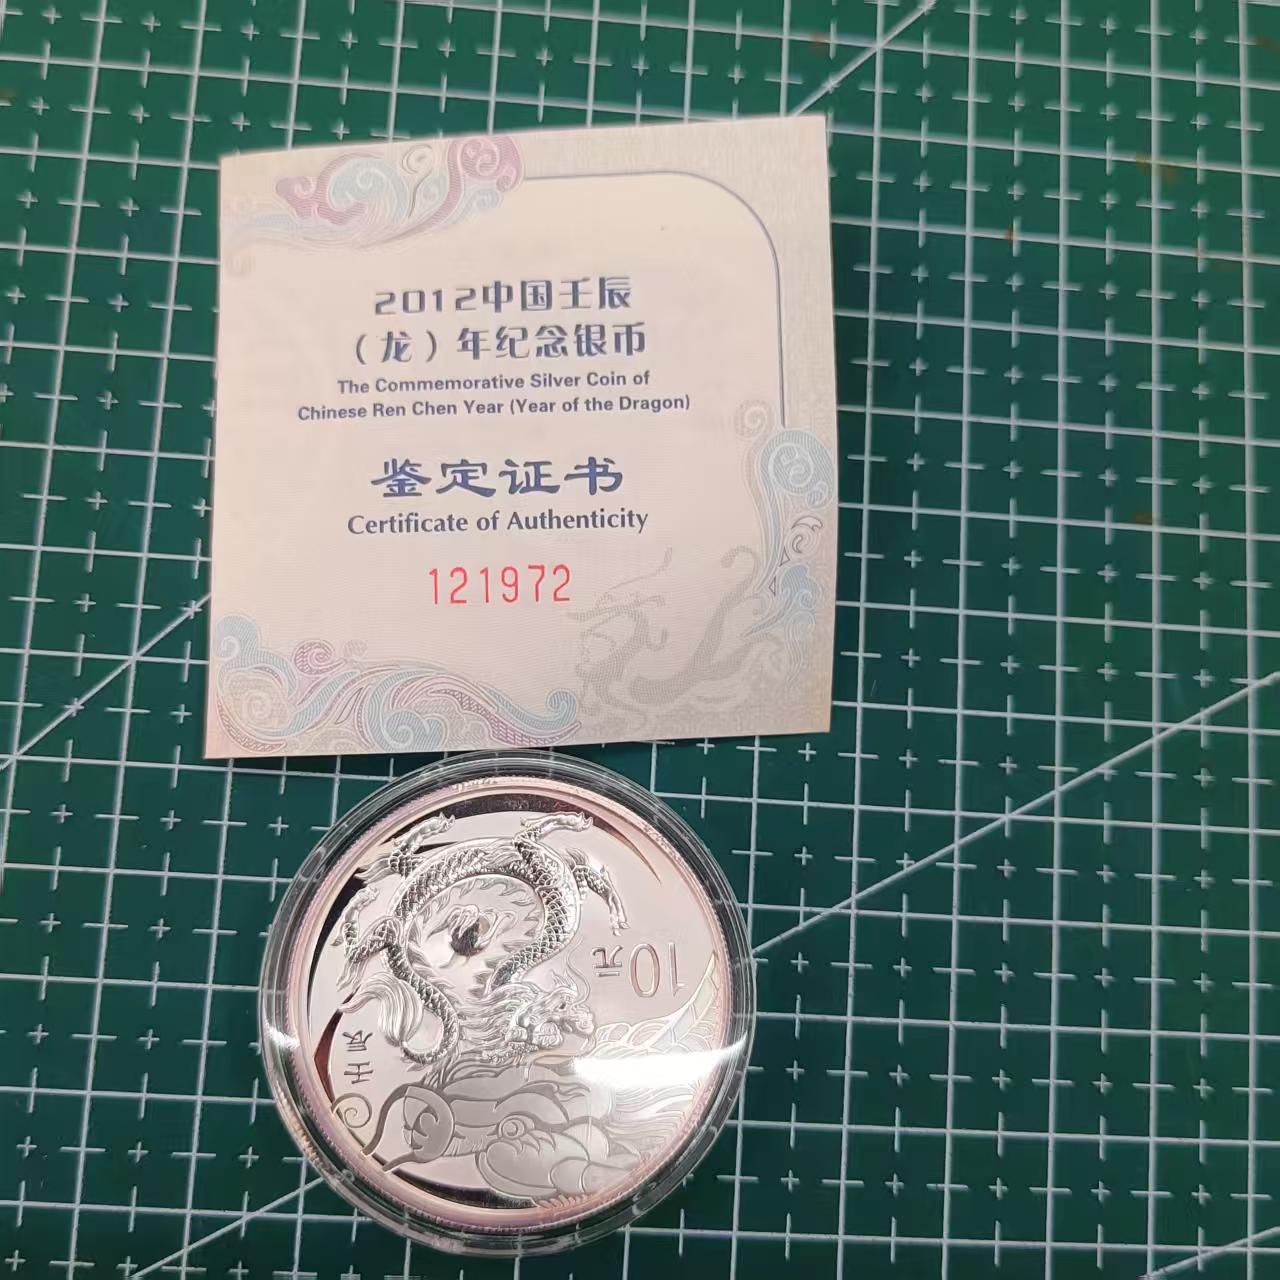 2012中国壬辰
（龙）年纪念银币
The Commemorative Silver Coin of
Chinese Ren Chen Year (Year of the Dragon)
鉴定证书
Certificate of Authenticity
121972
10元
壬辰